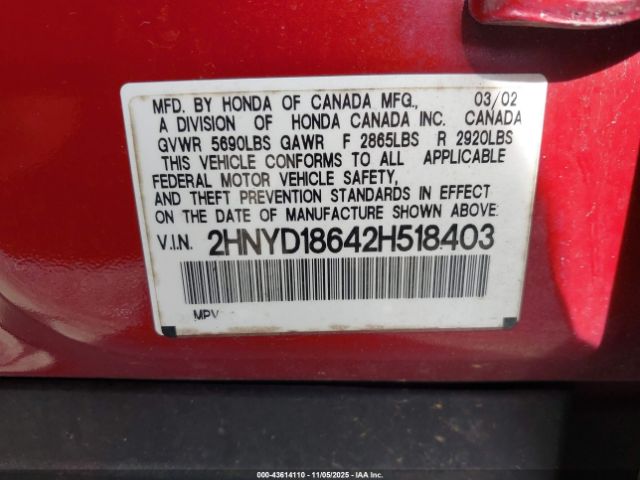 MFD. BY HONDA OF CANADA MFG., 03/02
A DIVISION OF HONDA CANADA INC. CANADA
GVWR 5690LBS GAWR F 2865LBS R 2920LBS
THIS VEHICLE CONFORMS TO ALL APPLICABLE
FEDERAL MOTOR VEHICLE SAFETY,
AND THEFT PREVENTION STANDARDS IN EFFECT
ON THE DATE OF MANUFACTURE SHOWN ABOVE.
V.I.N. 2HNYD18642H518403
MPV
000-43614110 - 11/05/2025 - IAA Inc.